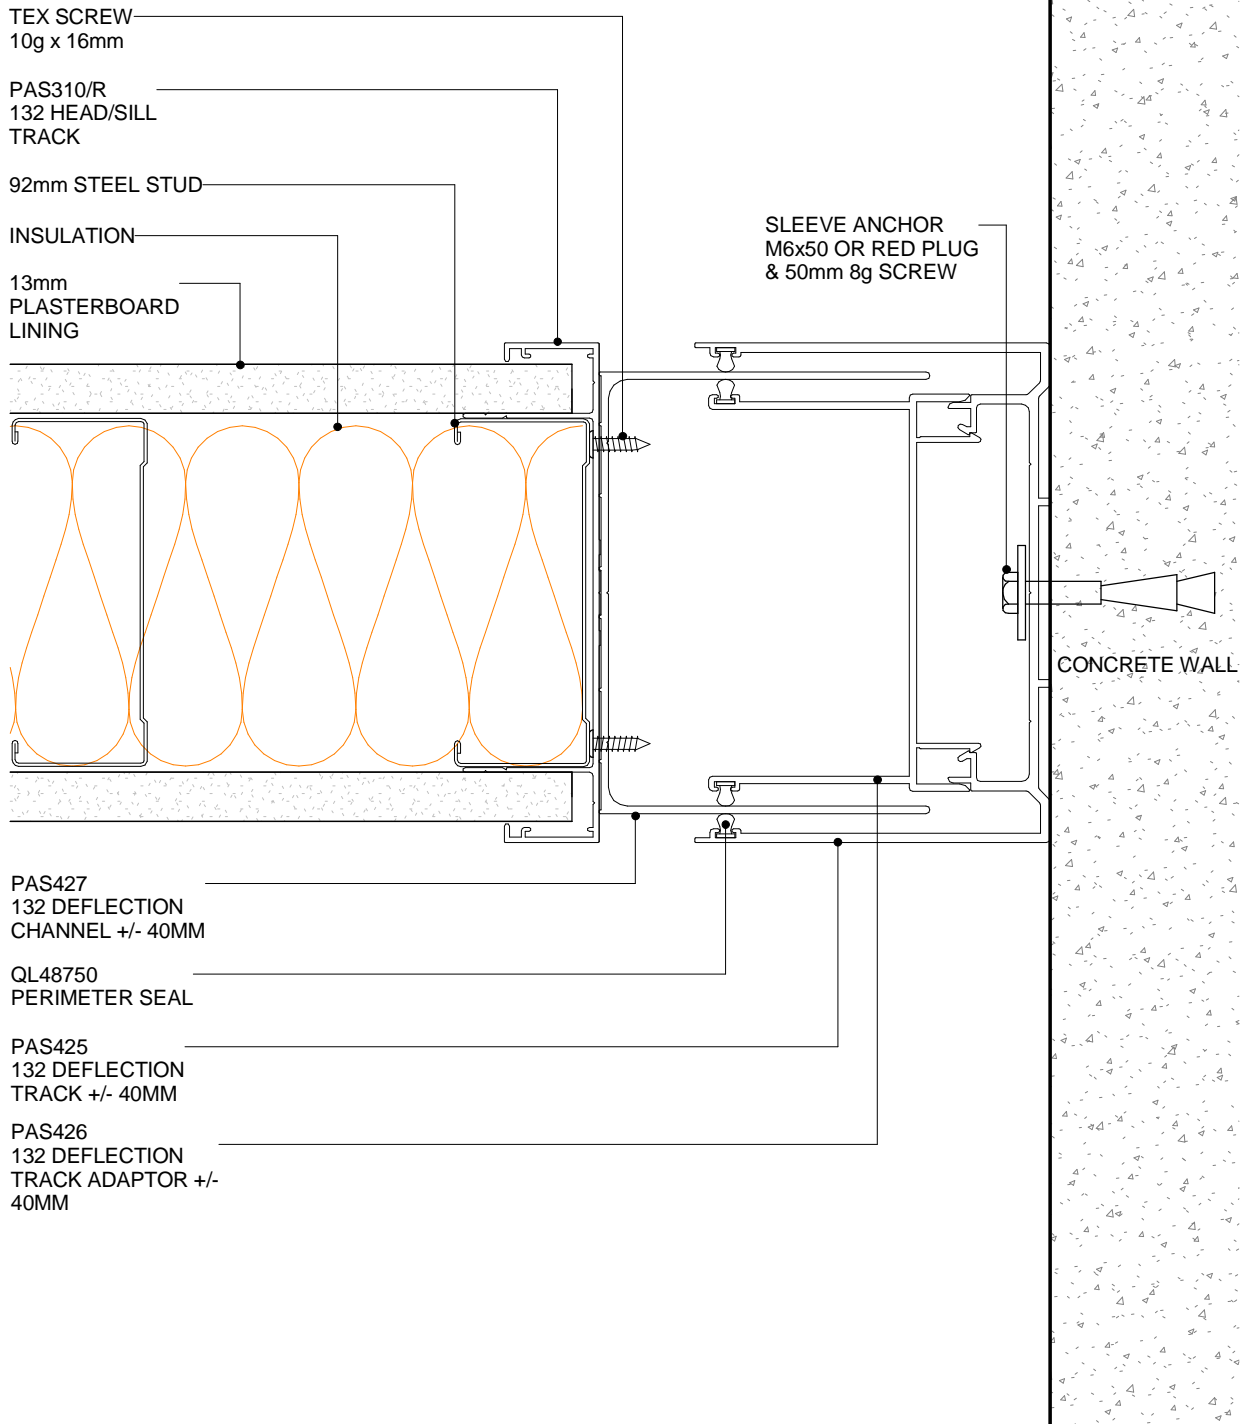 TEX SCREW
10g x 16mm
PAS310/R
132 HEAD/SILL
TRACK
92mm STEEL STUD
INSULATION
13mm
PLASTERBOARD
LINING
SLEEVE ANCHOR
M6x50 OR RED PLUG
& 50mm 8g SCREW
CONCRETE WALL
PAS427
132 DEFLECTION
CHANNEL +/- 40MM
QL48750
PERIMETER SEAL
PAS425
132 DEFLECTION
TRACK +/- 40MM
PAS426
132 DEFLECTION
TRACK ADAPTOR +/-
40MM